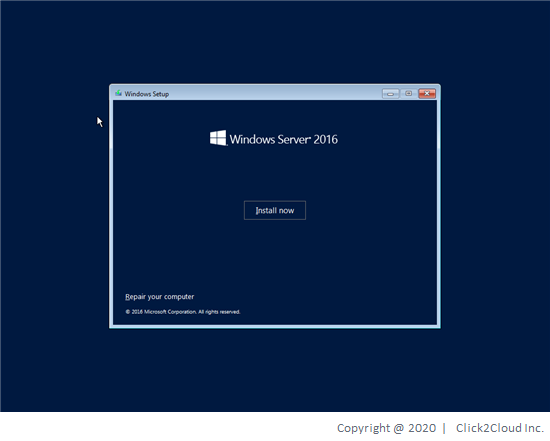 Windows Setup
Windows Server® 2016
Install now
Repair your computer
© 2016 Microsoft Corporation. All rights reserved.
Copyright @ 2020 | Click2Cloud Inc.